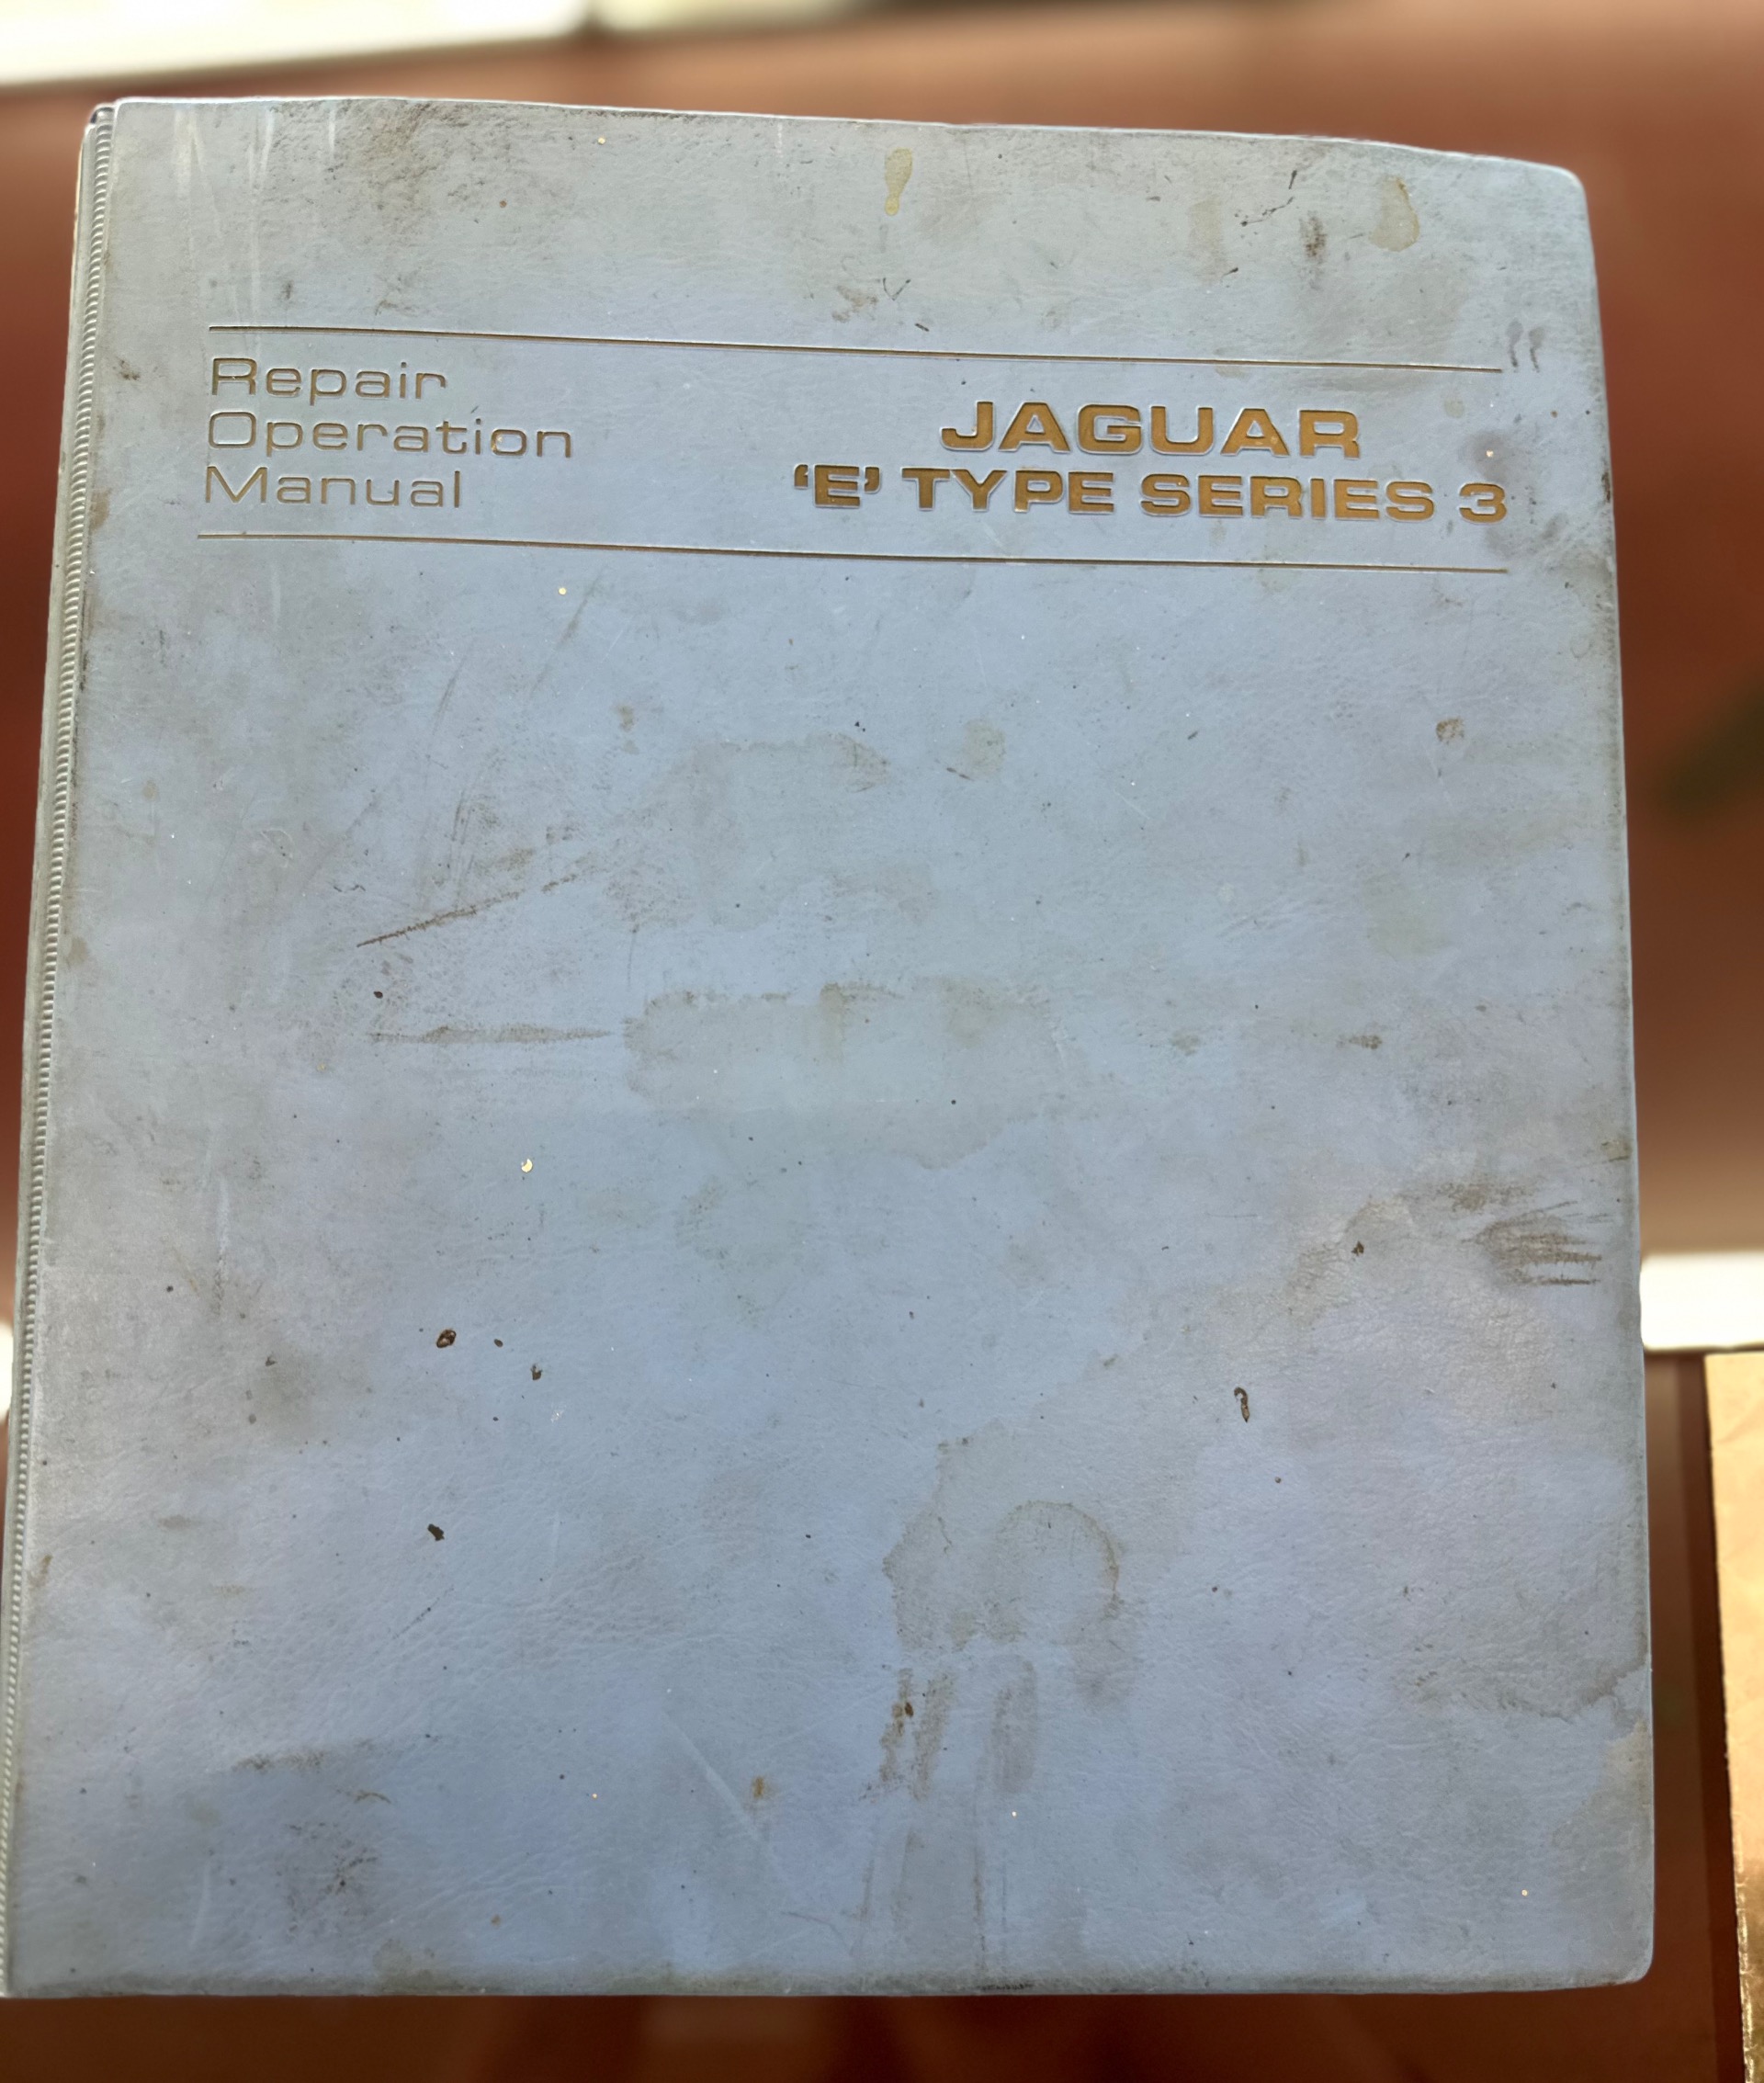 Repair
Operation
Manual
JAGUAR
‘E’ TYPE SERIES 3